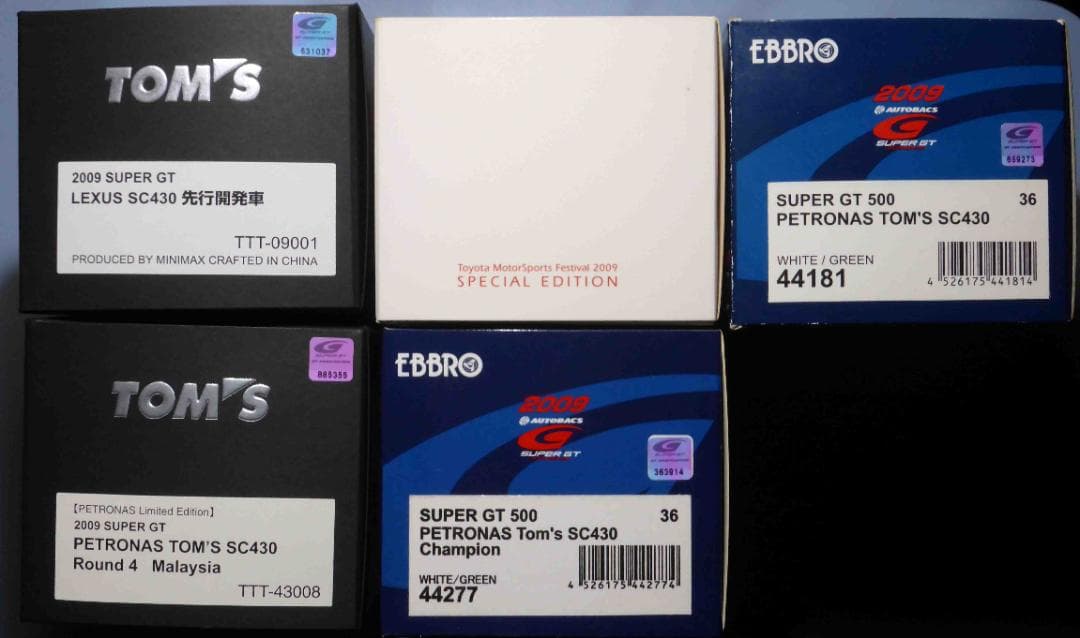 TOM'S
631037
2009 SUPER GT
LEXUS SC430 先行開発車
TTT-09001
PRODUCED BY MINIMAX CRAFTED IN CHINA
Toyota MotorSports Festival 2009
SPECIAL EDITION
EBBRO
2009
AUTOBACS
SUPER GT
659273
SUPER GT 500 36
PETRONAS TOM'S SC430
WHITE / GREEN
44181
4 526175 441814
TOM'S
885355
【PETRONAS Limited Edition】
2009 SUPER GT
PETRONAS TOM'S SC430
Round 4 Malaysia
TTT-43008
EBBRO
2009
AUTOBACS
SUPER GT
363914
SUPER GT 500 36
PETRONAS Tom's SC430
Champion
WHITE/GREEN
44277
4 526175 442774